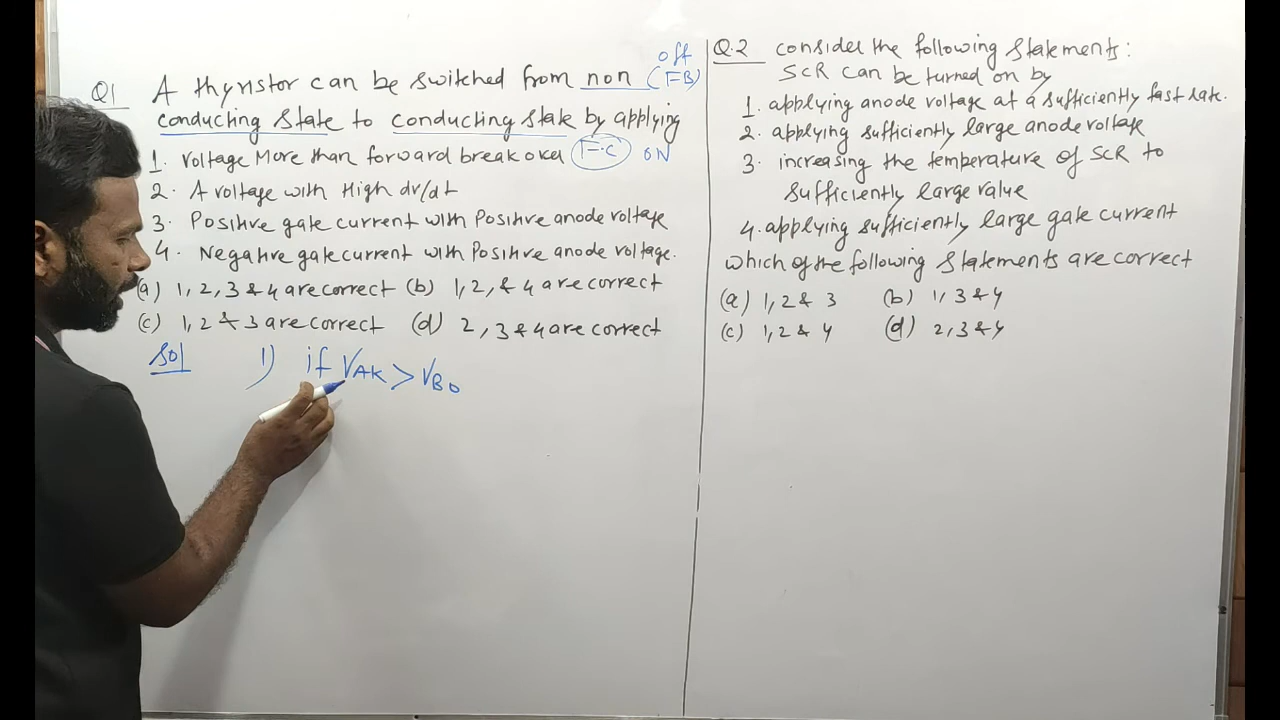 Q1 A thyristor can be switched from non (FB) off
conducting state to conducting state by applying
1. voltage More than forward breakover F.C ON
2. A voltage with High dv/dt
3. Positive gate current with Positive anode voltage
4. Negative gate current with Positive anode voltage.
(a) 1, 2, 3 & 4 are correct (b) 1, 2, & 4 are correct
(c) 1, 2 & 3 are correct (d) 2, 3 & 4 are correct
Sol 1) if VAK > VBO
Q.2 consider the following statements:
SCR can be turned on by
1. applying anode voltage at a sufficiently fast rate.
2. applying sufficiently large anode voltage
3. increasing the temperature of SCR to
sufficiently large value
4. applying sufficiently large gate current
which of the following statements are correct
(a) 1, 2 & 3 (b) 1, 3 & 4
(c) 1, 2 & 4 (d) 2, 3 & 4